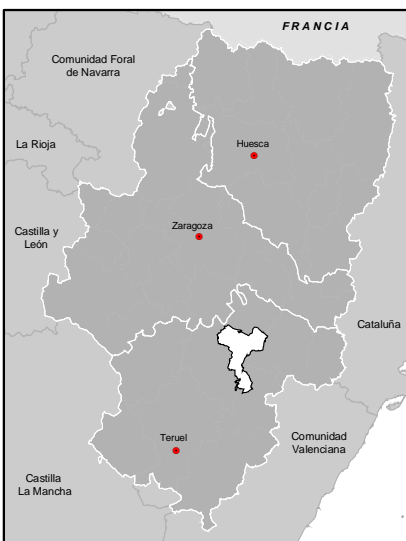 FRANCIA
Comunidad Foral
de Navarra
La Rioja
Huesca
Castilla y
León
Zaragoza
Cataluña
Teruel
Comunidad
Valenciana
Castilla
La Mancha